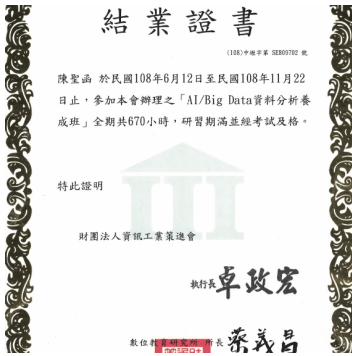 結業證書
(108)中繼字第 SE809702 號
陳聖函 於民國108年6月12日至民國108年11月22
日止，參加本會辦理之「AI/Big Data資料分析養
成班」全期共670小時，研習期滿並經考試及格。
特此證明
財團法人資訊工業策進會
執行長 卓政宏
數位教育研究所 所長